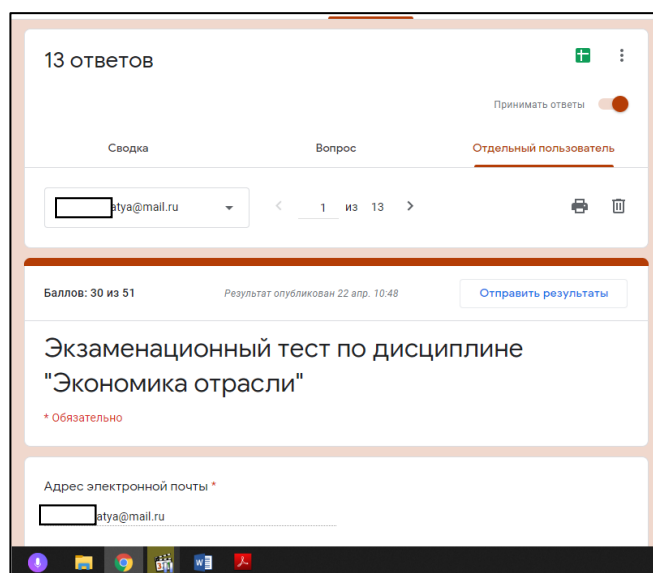 13 ответов
Принимать ответы
Сводка Вопрос Отдельный пользователь
atya@mail.ru 1 из 13
Баллов: 30 из 51 Результат опубликован 22 апр. 10:48 Отправить результаты
Экзаменационный тест по дисциплине
"Экономика отрасли"
* Обязательно
Адрес электронной почты *
atya@mail.ru